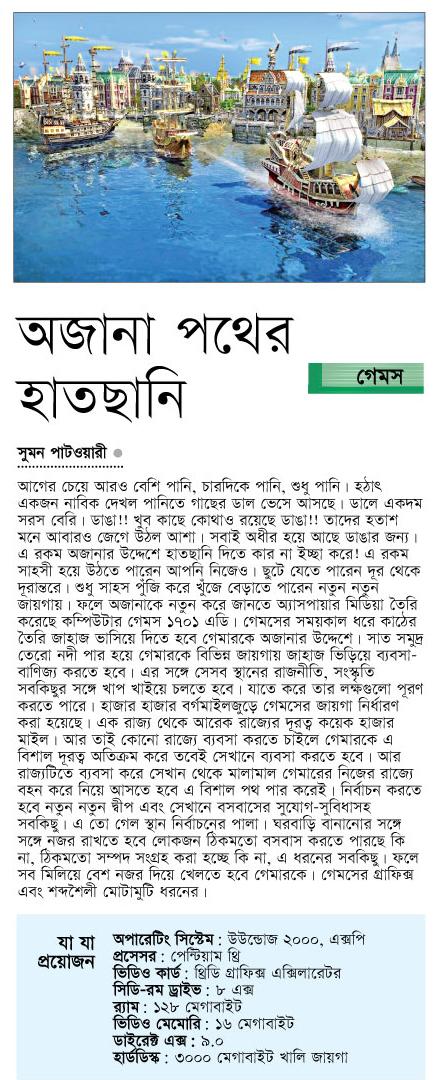 অজানা পথের
হাতছানি
গেমস
সুমন পাটওয়ারী
আগের চেয়ে আরও বেশি পানি, চারদিকে পানি, শুধু পানি। হঠাৎ
একজন নাবিক দেখল পানিতে গাছের ডাল ভেসে আসছে। ডালে একদম
সরস বেরি। ডাঙা!! খুব কাছে কোথাও রয়েছে ডাঙা!! তাদের হতাশ
মনে আবারও জেগে উঠল আশা। সবাই অধীর হয়ে আছে ডাঙার জন্য।
এ রকম অজানার উদ্দেশে হাতছানি দিতে কার না ইচ্ছা করে! এ রকম
সাহসী হয়ে উঠতে পারেন আপনি নিজেও। ছুটে যেতে পারেন দূর থেকে
দূরান্তরে। শুধু সাহস পুঁজি করে খুঁজে বেড়াতে পারেন নতুন নতুন
জায়গায়। ফলে অজানাকে নতুন করে জানতে অ্যাসপায়ার মিডিয়া তৈরি
করেছে কম্পিউটার গেমস ১৭০১ এডি। গেমসের সময়কাল ধরে কাঠের
তৈরি জাহাজ ভাসিয়ে দিতে হবে গেমারকে অজানার উদ্দেশে। সাত সমুদ্র
তেরো নদী পার হয়ে গেমারকে বিভিন্ন জায়গায় জাহাজ ভিড়িয়ে ব্যবসা-
বাণিজ্য করতে হবে। এর সঙ্গে সেসব স্থানের রাজনীতি, সংস্কৃতি
সবকিছুর সঙ্গে খাপ খাইয়ে চলতে হবে। যাতে করে তার লক্ষগুলো পূরণ
করতে পারে। হাজার হাজার বর্গমাইলজুড়ে গেমসের জায়গা নির্ধারণ
করা হয়েছে। এক রাজ্য থেকে আরেক রাজ্যের দূরত্ব কয়েক হাজার
মাইল। আর তাই কোনো রাজ্যে ব্যবসা করতে চাইলে গেমারকে এ
বিশাল দূরত্ব অতিক্রম করে তবেই সেখানে ব্যবসা করতে হবে। আর
রাজ্যটিতে ব্যবসা করে সেখান থেকে মালামাল গেমারের নিজের রাজ্যে
বহন করে নিয়ে আসতে হবে এ বিশাল পথ পার করেই। নির্বাচন করতে
হবে নতুন নতুন দ্বীপ এবং সেখানে বসবাসের সুযোগ-সুবিধাসহ
সবকিছু। এ তো গেল স্থান নির্বাচনের পালা। ঘরবাড়ি বানানোর সঙ্গে
সঙ্গে নজর রাখতে হবে লোকজন ঠিকমতো বসবাস করতে পারছে কি
না, ঠিকমতো সম্পদ সংগ্রহ করা হচ্ছে কি না, এ ধরনের সবকিছু। ফলে
সব মিলিয়ে বেশ নজর দিয়ে খেলতে হবে গেমারকে। গেমসের গ্রাফিক্স
এবং শব্দশৈলী মোটামুটি ধরনের।
যা যা
প্রয়োজন
অপারেটিং সিস্টেম : উউন্ডোজ ২০০০, এক্সপি
প্রসেসর : পেন্টিয়াম থ্রি
ভিডিও কার্ড : থ্রিডি গ্রাফিক্স এক্সিলারেটর
সিডি-রম ড্রাইভ : ৮ এক্স
র‍্যাম : ১২৮ মেগাবাইট
ভিডিও মেমোরি : ১৬ মেগাবাইট
ডাইরেক্ট এক্স : ৯.০
হার্ডডিস্ক : ৩০০০ মেগাবাইট খালি জায়গা